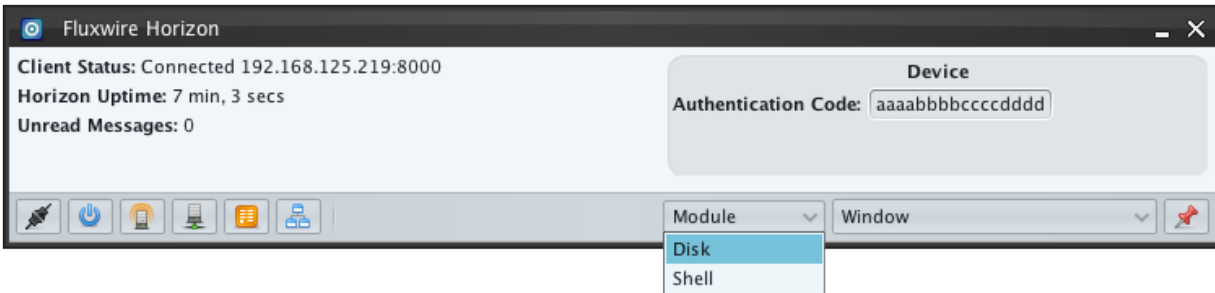 Fluxwire Horizon
Client Status: Connected 192.168.125.219:8000
Horizon Uptime: 7 min, 3 secs
Unread Messages: 0
Device
Authentication Code: aaaabbbbccccdddd
Module
Window
Disk
Shell